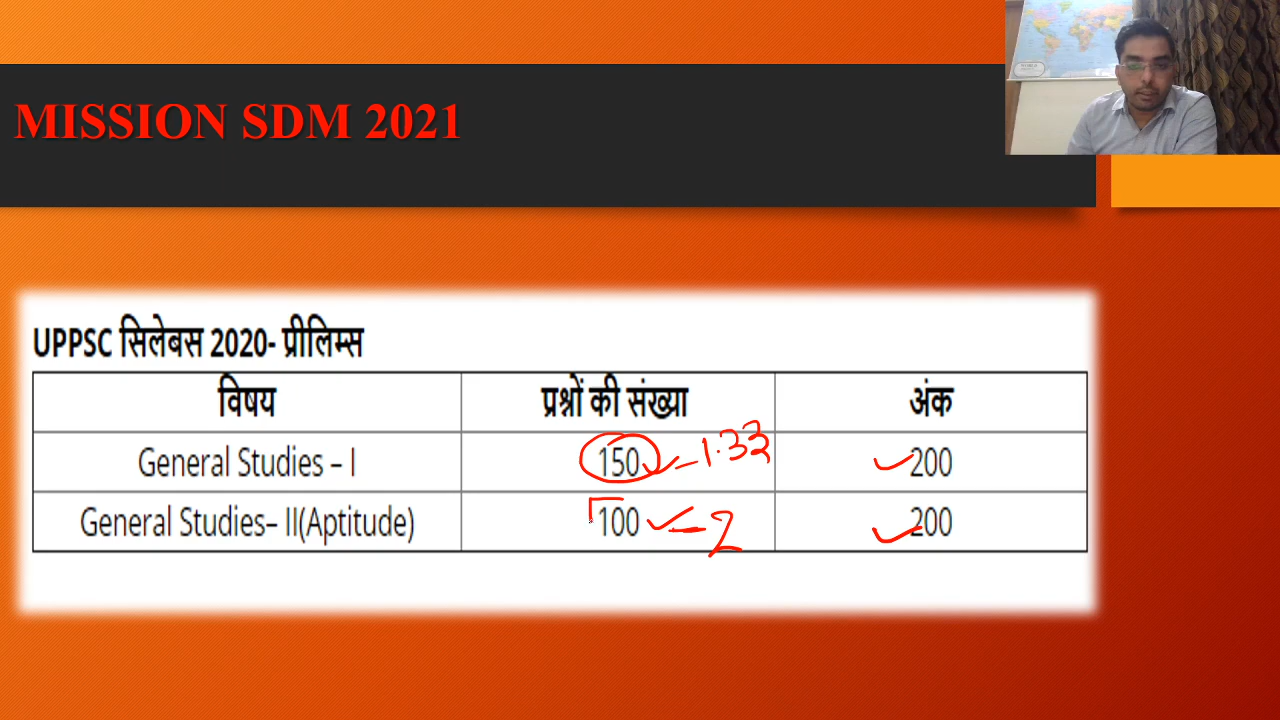 MISSION SDM 2021
UPPSC सिलेबस 2020- प्रीलिम्स
विषय प्रश्नों की संख्या अंक
General Studies – I 150 – 1.33 200
General Studies– II(Aptitude) 100 – 2 200